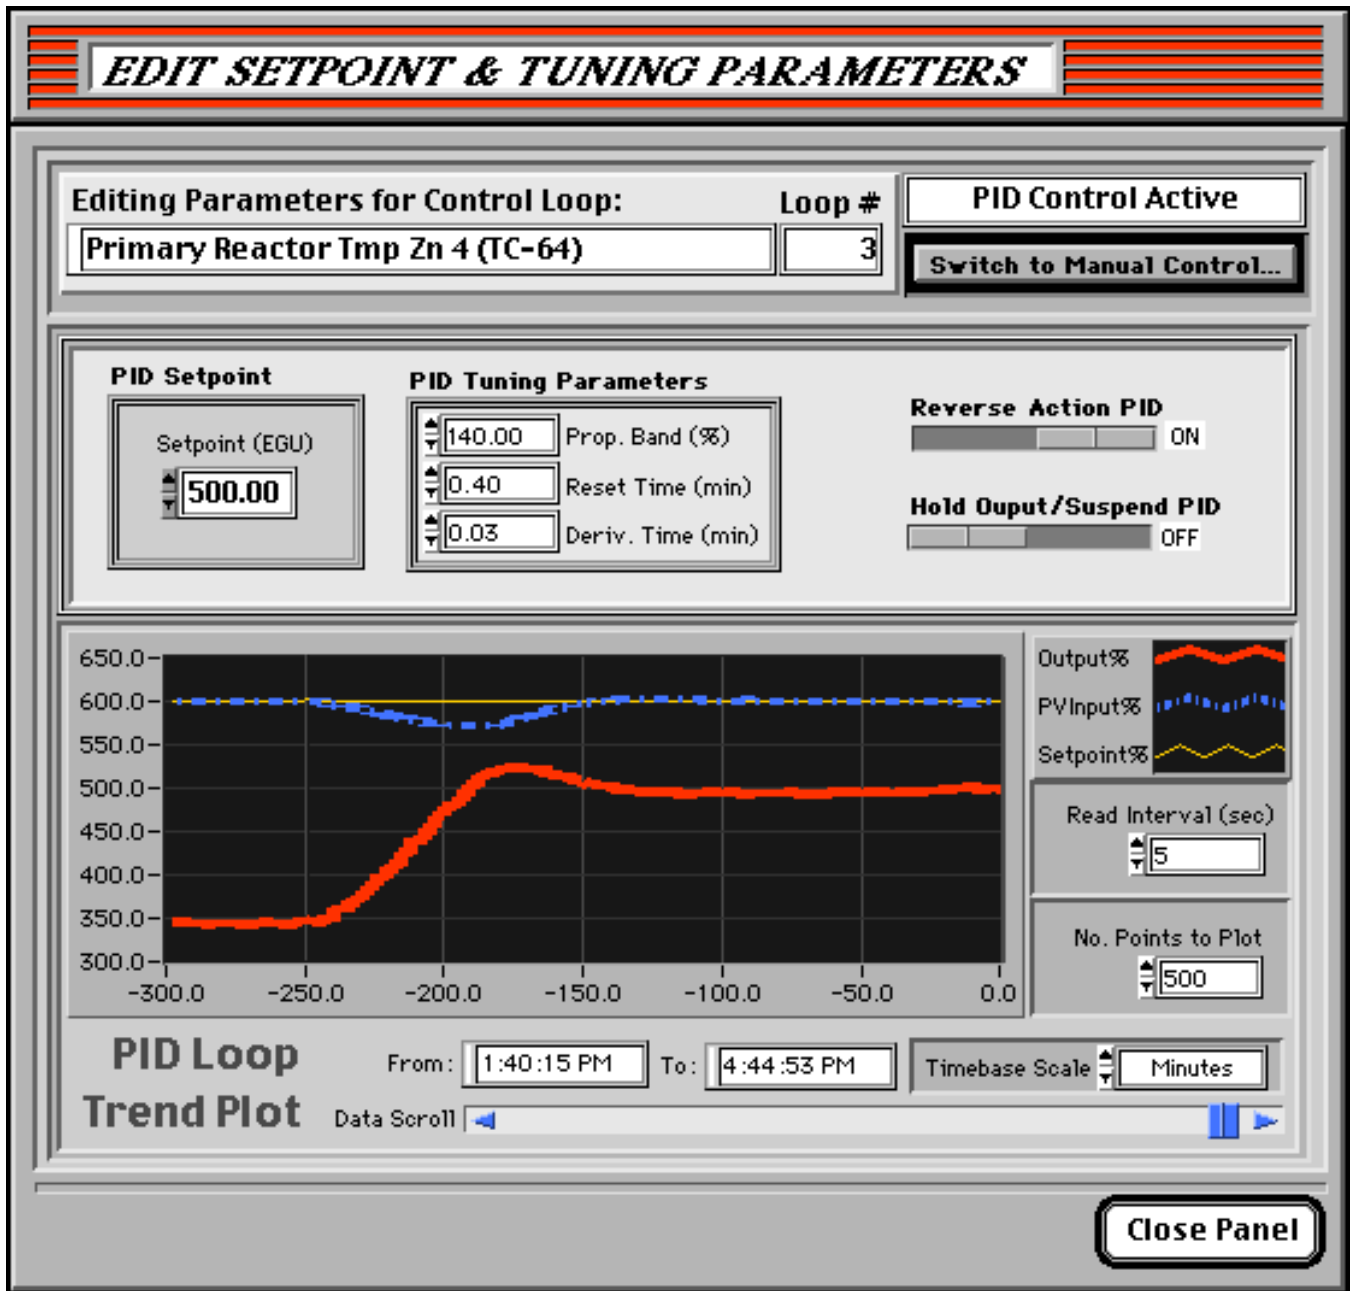 EDIT SETPOINT & TUNING PARAMETERS
Editing Parameters for Control Loop:
Loop #
Primary Reactor Tmp Zn 4 (TC-64)
3
PID Control Active
Switch to Manual Control...
PID Setpoint
Setpoint (EGU)
500.00
PID Tuning Parameters
140.00 Prop. Band (%)
0.40 Reset Time (min)
0.03 Deriv. Time (min)
Reverse Action PID
ON
Hold Ouput/Suspend PID
OFF
650.0
600.0
550.0
500.0
450.0
400.0
350.0
300.0
-300.0 -250.0 -200.0 -150.0 -100.0 -50.0 0.0
Output%
PVInput%
Setpoint%
Read Interval (sec)
5
No. Points to Plot
500
PID Loop
Trend Plot
From: 1:40:15 PM To: 4:44:53 PM
Timebase Scale Minutes
Data Scroll
Close Panel